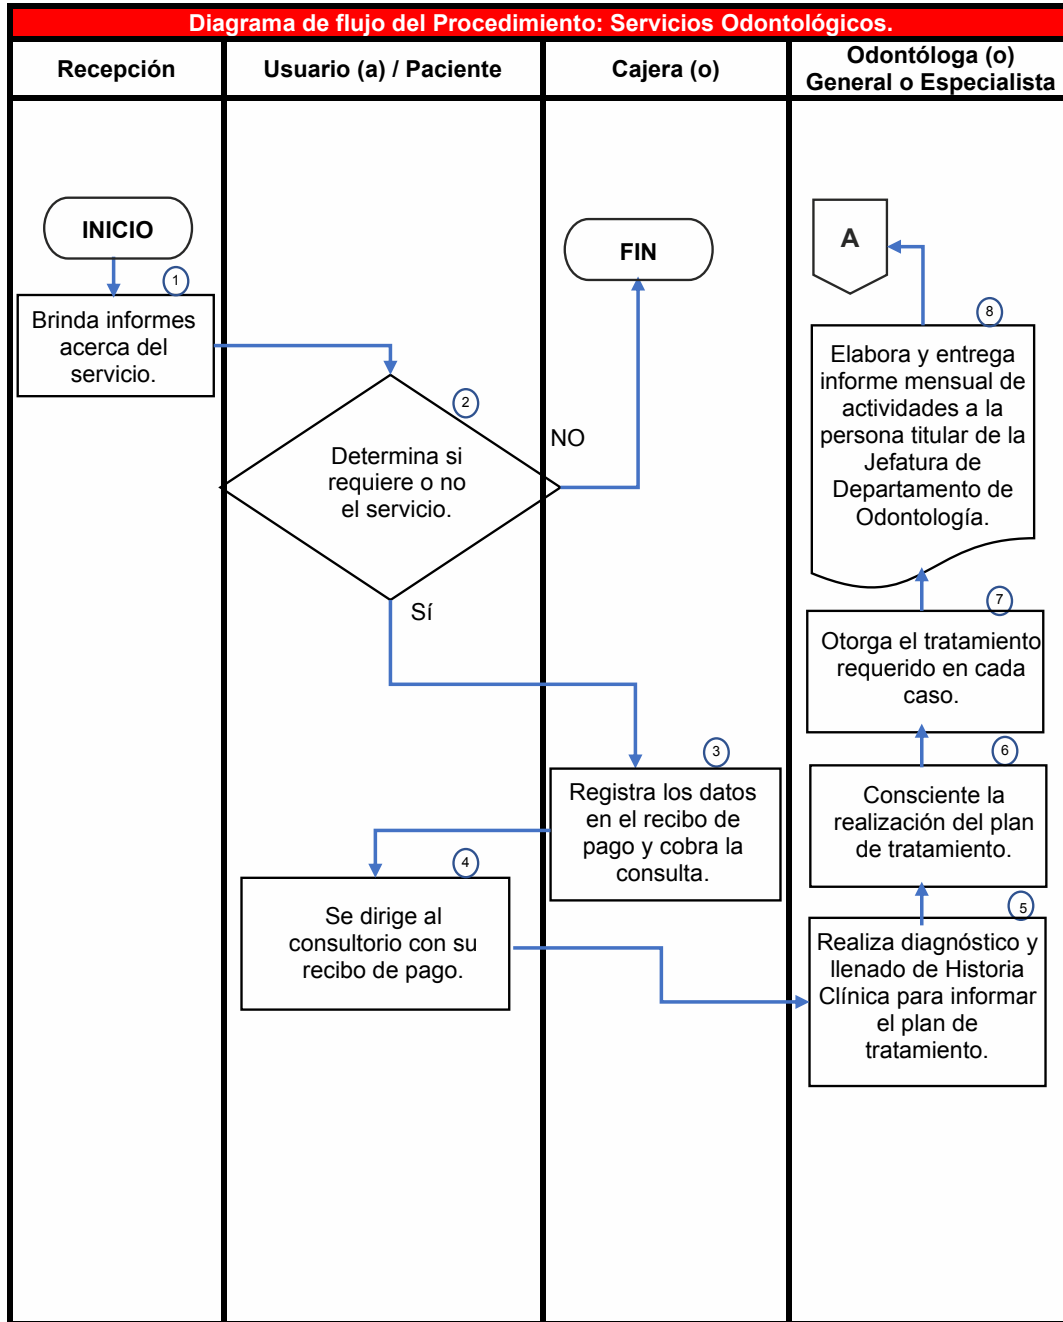 Diagrama de flujo del Procedimiento: Servicios Odontológicos.
Recepción
Usuario (a) / Paciente
Cajera (o)
Odontóloga (o)
General o Especialista
INICIO
1
Brinda informes
acerca del
servicio.
2
Determina si
requiere o no
el servicio.
NO
FIN
Sí
3
Registra los datos
en el recibo de
pago y cobra la
consulta.
4
Se dirige al
consultorio con su
recibo de pago.
5
Realiza diagnóstico y
llenado de Historia
Clínica para informar
el plan de
tratamiento.
6
Consciente la
realización del plan
de tratamiento.
7
Otorga el tratamiento
requerido en cada
caso.
8
Elabora y entrega
informe mensual de
actividades a la
persona titular de la
Jefatura de
Departamento de
Odontología.
A